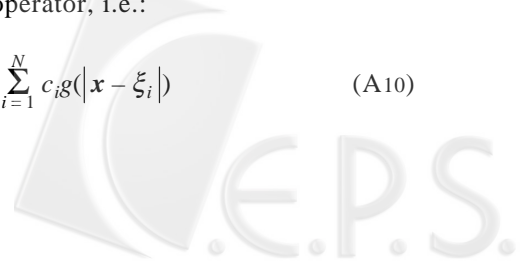 operator, i.e.:
N
∑ c_i g(|x – ξ_i|) (A10)
i = 1
C.E.P.S.